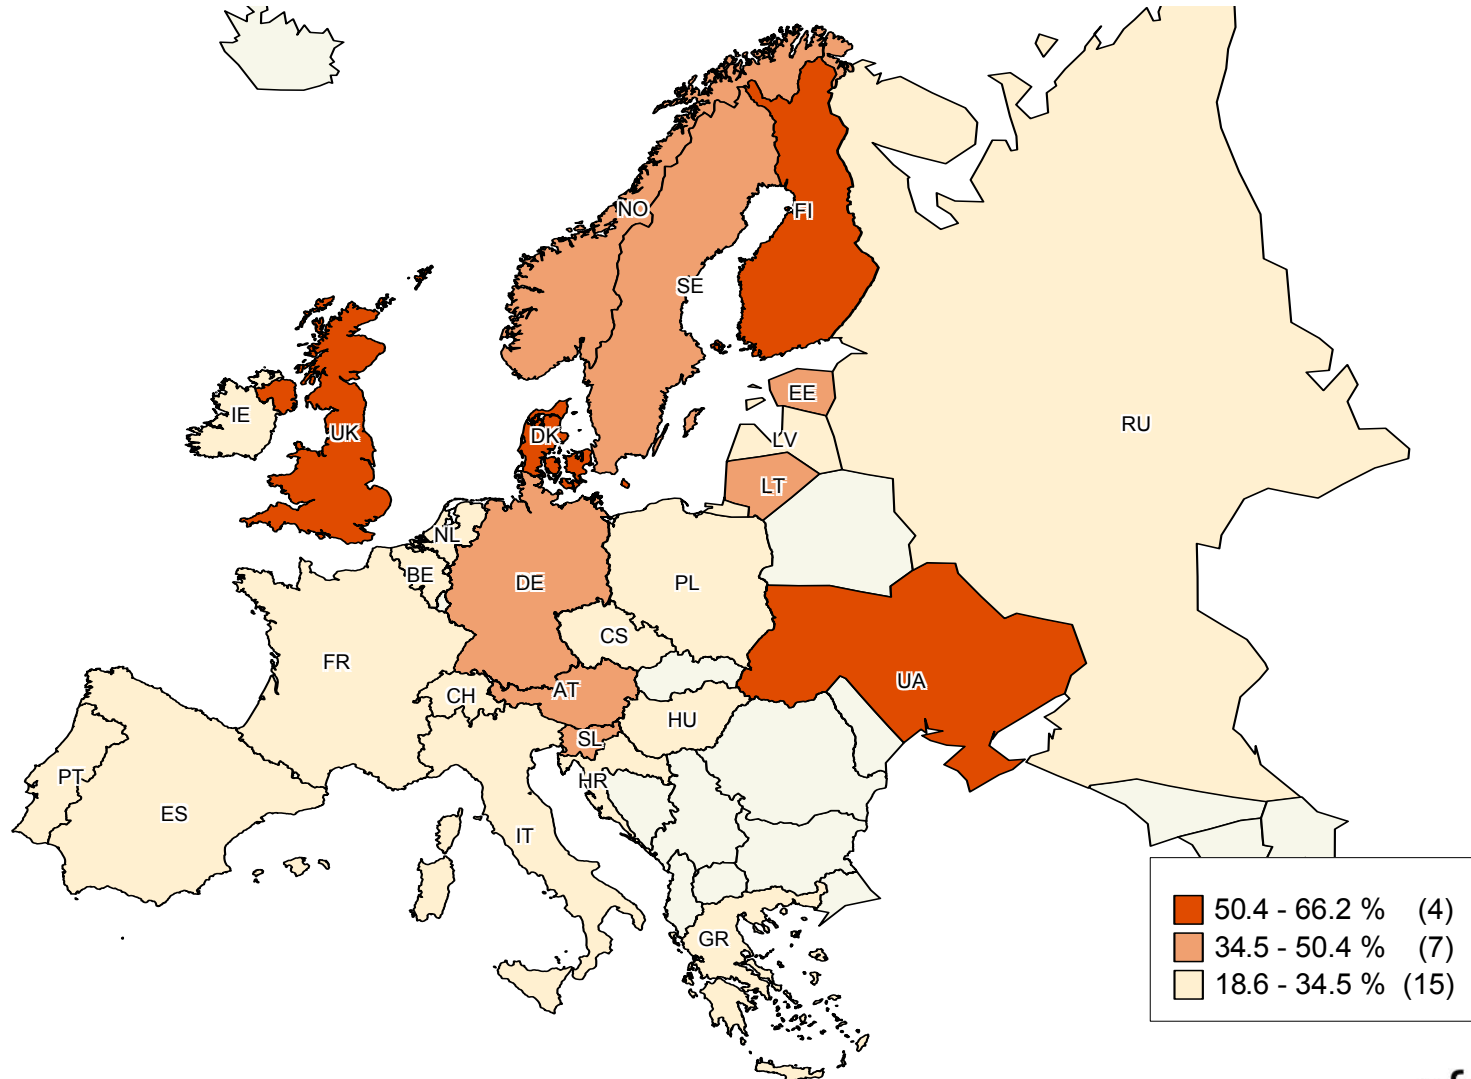 NO
FI
SE
EE
IE
UK
DK
LV
RU
LT
NL
BE
DE
PL
CS
FR
UA
CH
AT
HU
SL
PT
HR
ES
IT
GR
50.4 - 66.2 % (4)
34.5 - 50.4 % (7)
18.6 - 34.5 % (15)